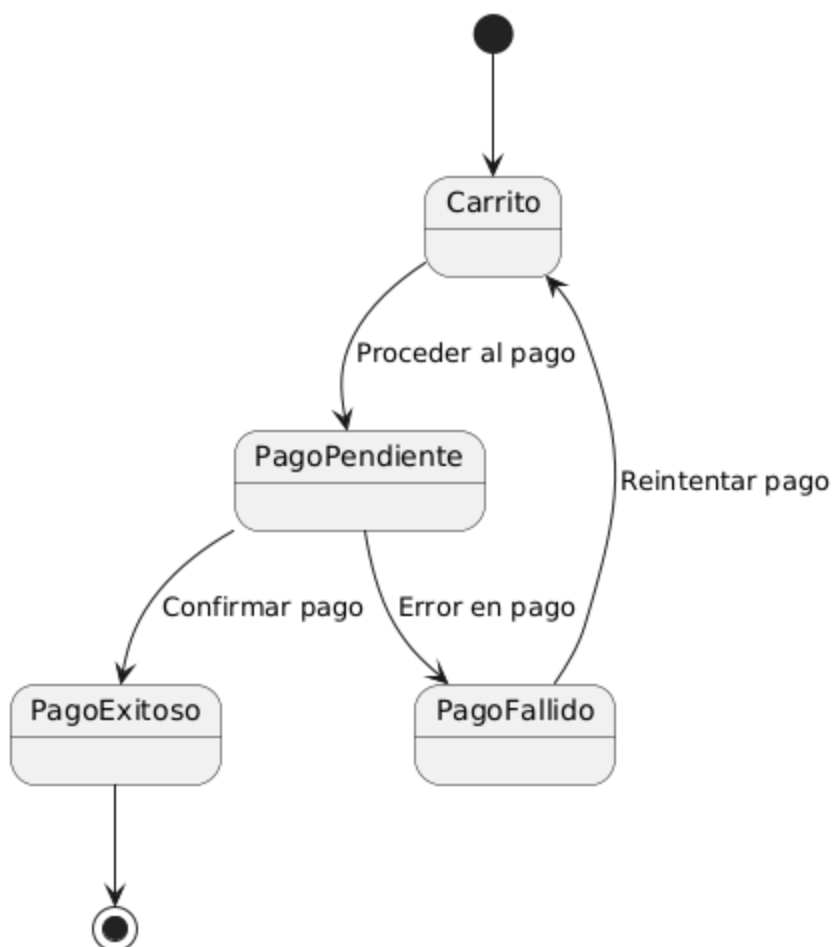 Carrito
Proceder al pago
PagoPendiente
Reintentar pago
Confirmar pago
Error en pago
PagoExitoso
PagoFallido